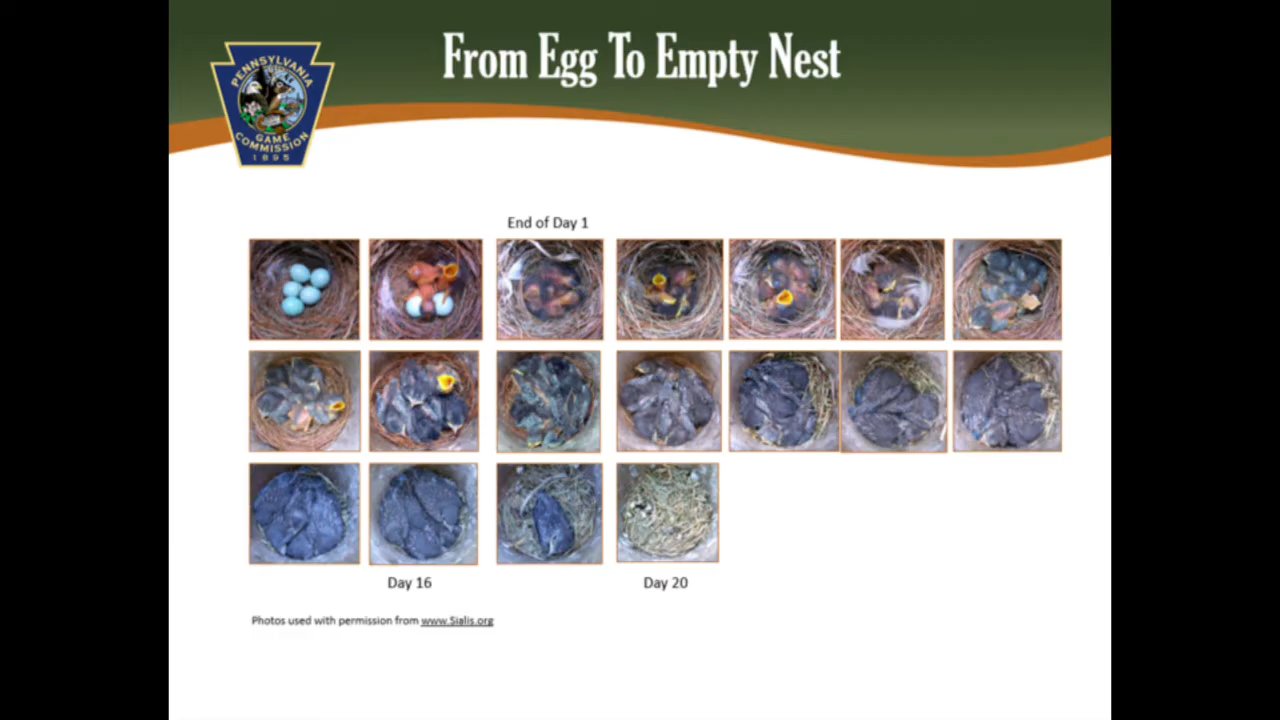 From Egg To Empty Nest
PENNSYLVANIA
GAME
COMMISSION
1895
End of Day 1
Day 16
Day 20
Photos used with permission from www.Sialis.org